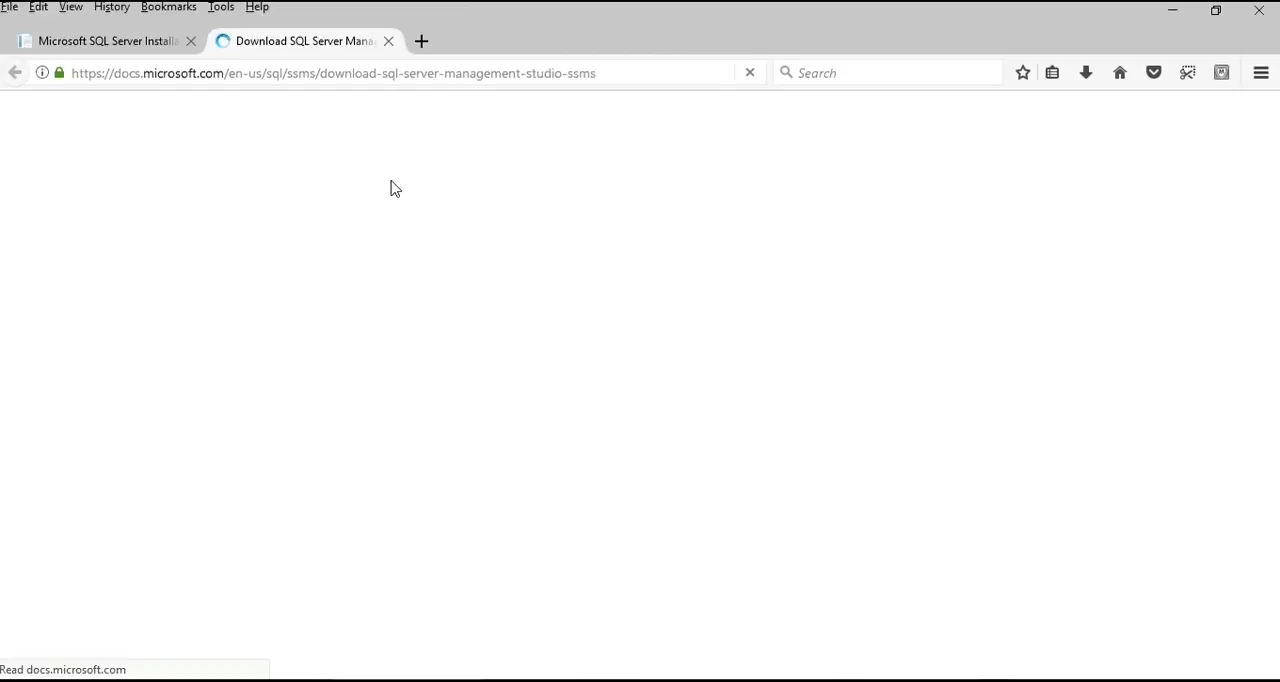 File Edit View History Bookmarks Tools Help
Microsoft SQL Server Installa Download SQL Server Mana
https://docs.microsoft.com/en-us/sql/ssms/download-sql-server-management-studio-ssms Search
Read docs.microsoft.com